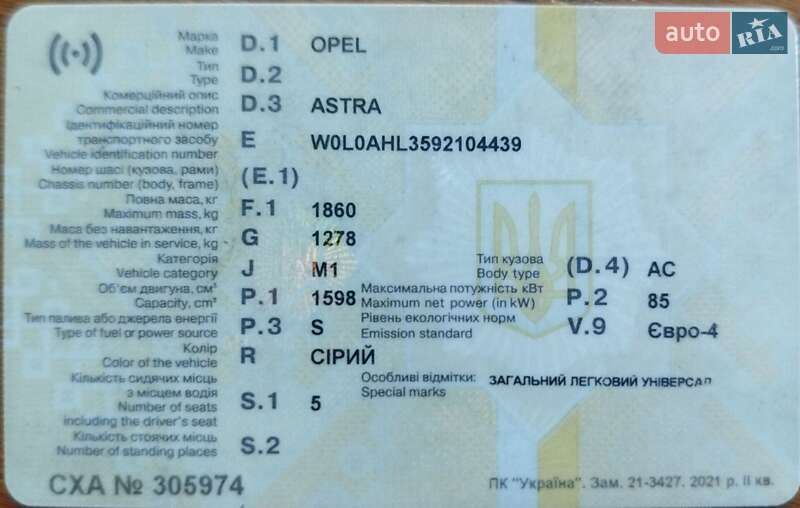 auto RIA.com
Марка D.1 OPEL
Make
Тип D.2
Type
Комерційний опис D.3 ASTRA
Commercial description
Ідентифікаційний номер
транспортного засобу E W0L0AHL3592104439
Vehicle identification number
Номер шасі (кузова, рами) (E.1)
Chassis number (body, frame)
Повна маса, кг F.1 1860
Maximum mass, kg
Маса без навантаження, кг G 1278
Mass of the vehicle in service, kg
Категорія J M1 Тип кузова (D.4) AC
Vehicle category Body type
Об'єм двигуна, см³ P.1 1598 Максимальна потужність кВт P.2 85
Capacity, cm³ Maximum net power (in kW)
Тип палива або джерела енергії P.3 S Рівень екологічних норм V.9 Євро-4
Type of fuel or power source Emission standard
Колір R СІРИЙ
Color of the vehicle
Кількість сидячих місць Особливі відмітки: ЗАГАЛЬНИЙ ЛЕГКОВИЙ УНІВЕРСАЛ
з місцем водія Special marks
Number of seats S.1 5
including the driver's seat
Кількість стоячих місць S.2
Number of standing places
СХА № 305974 ПК "Україна". Зам. 21-3427. 2021 р. ІІ кв.